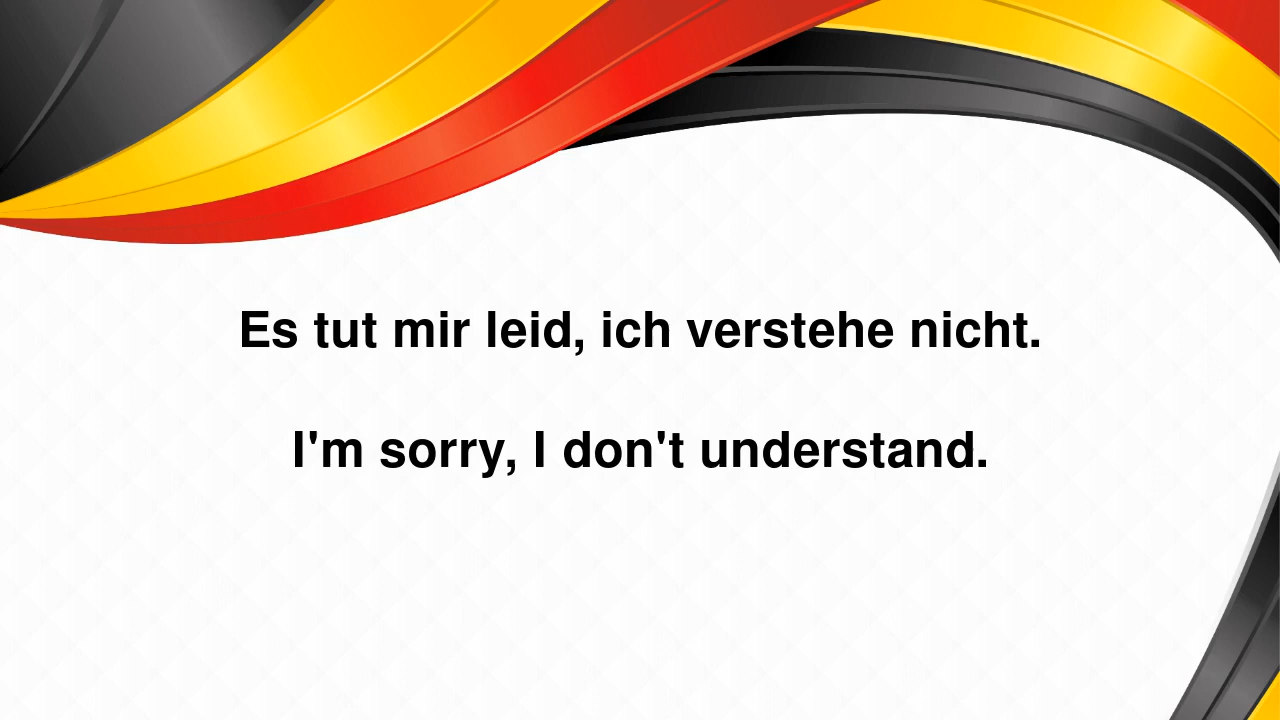 Es tut mir leid, ich verstehe nicht.
I'm sorry, I don't understand.